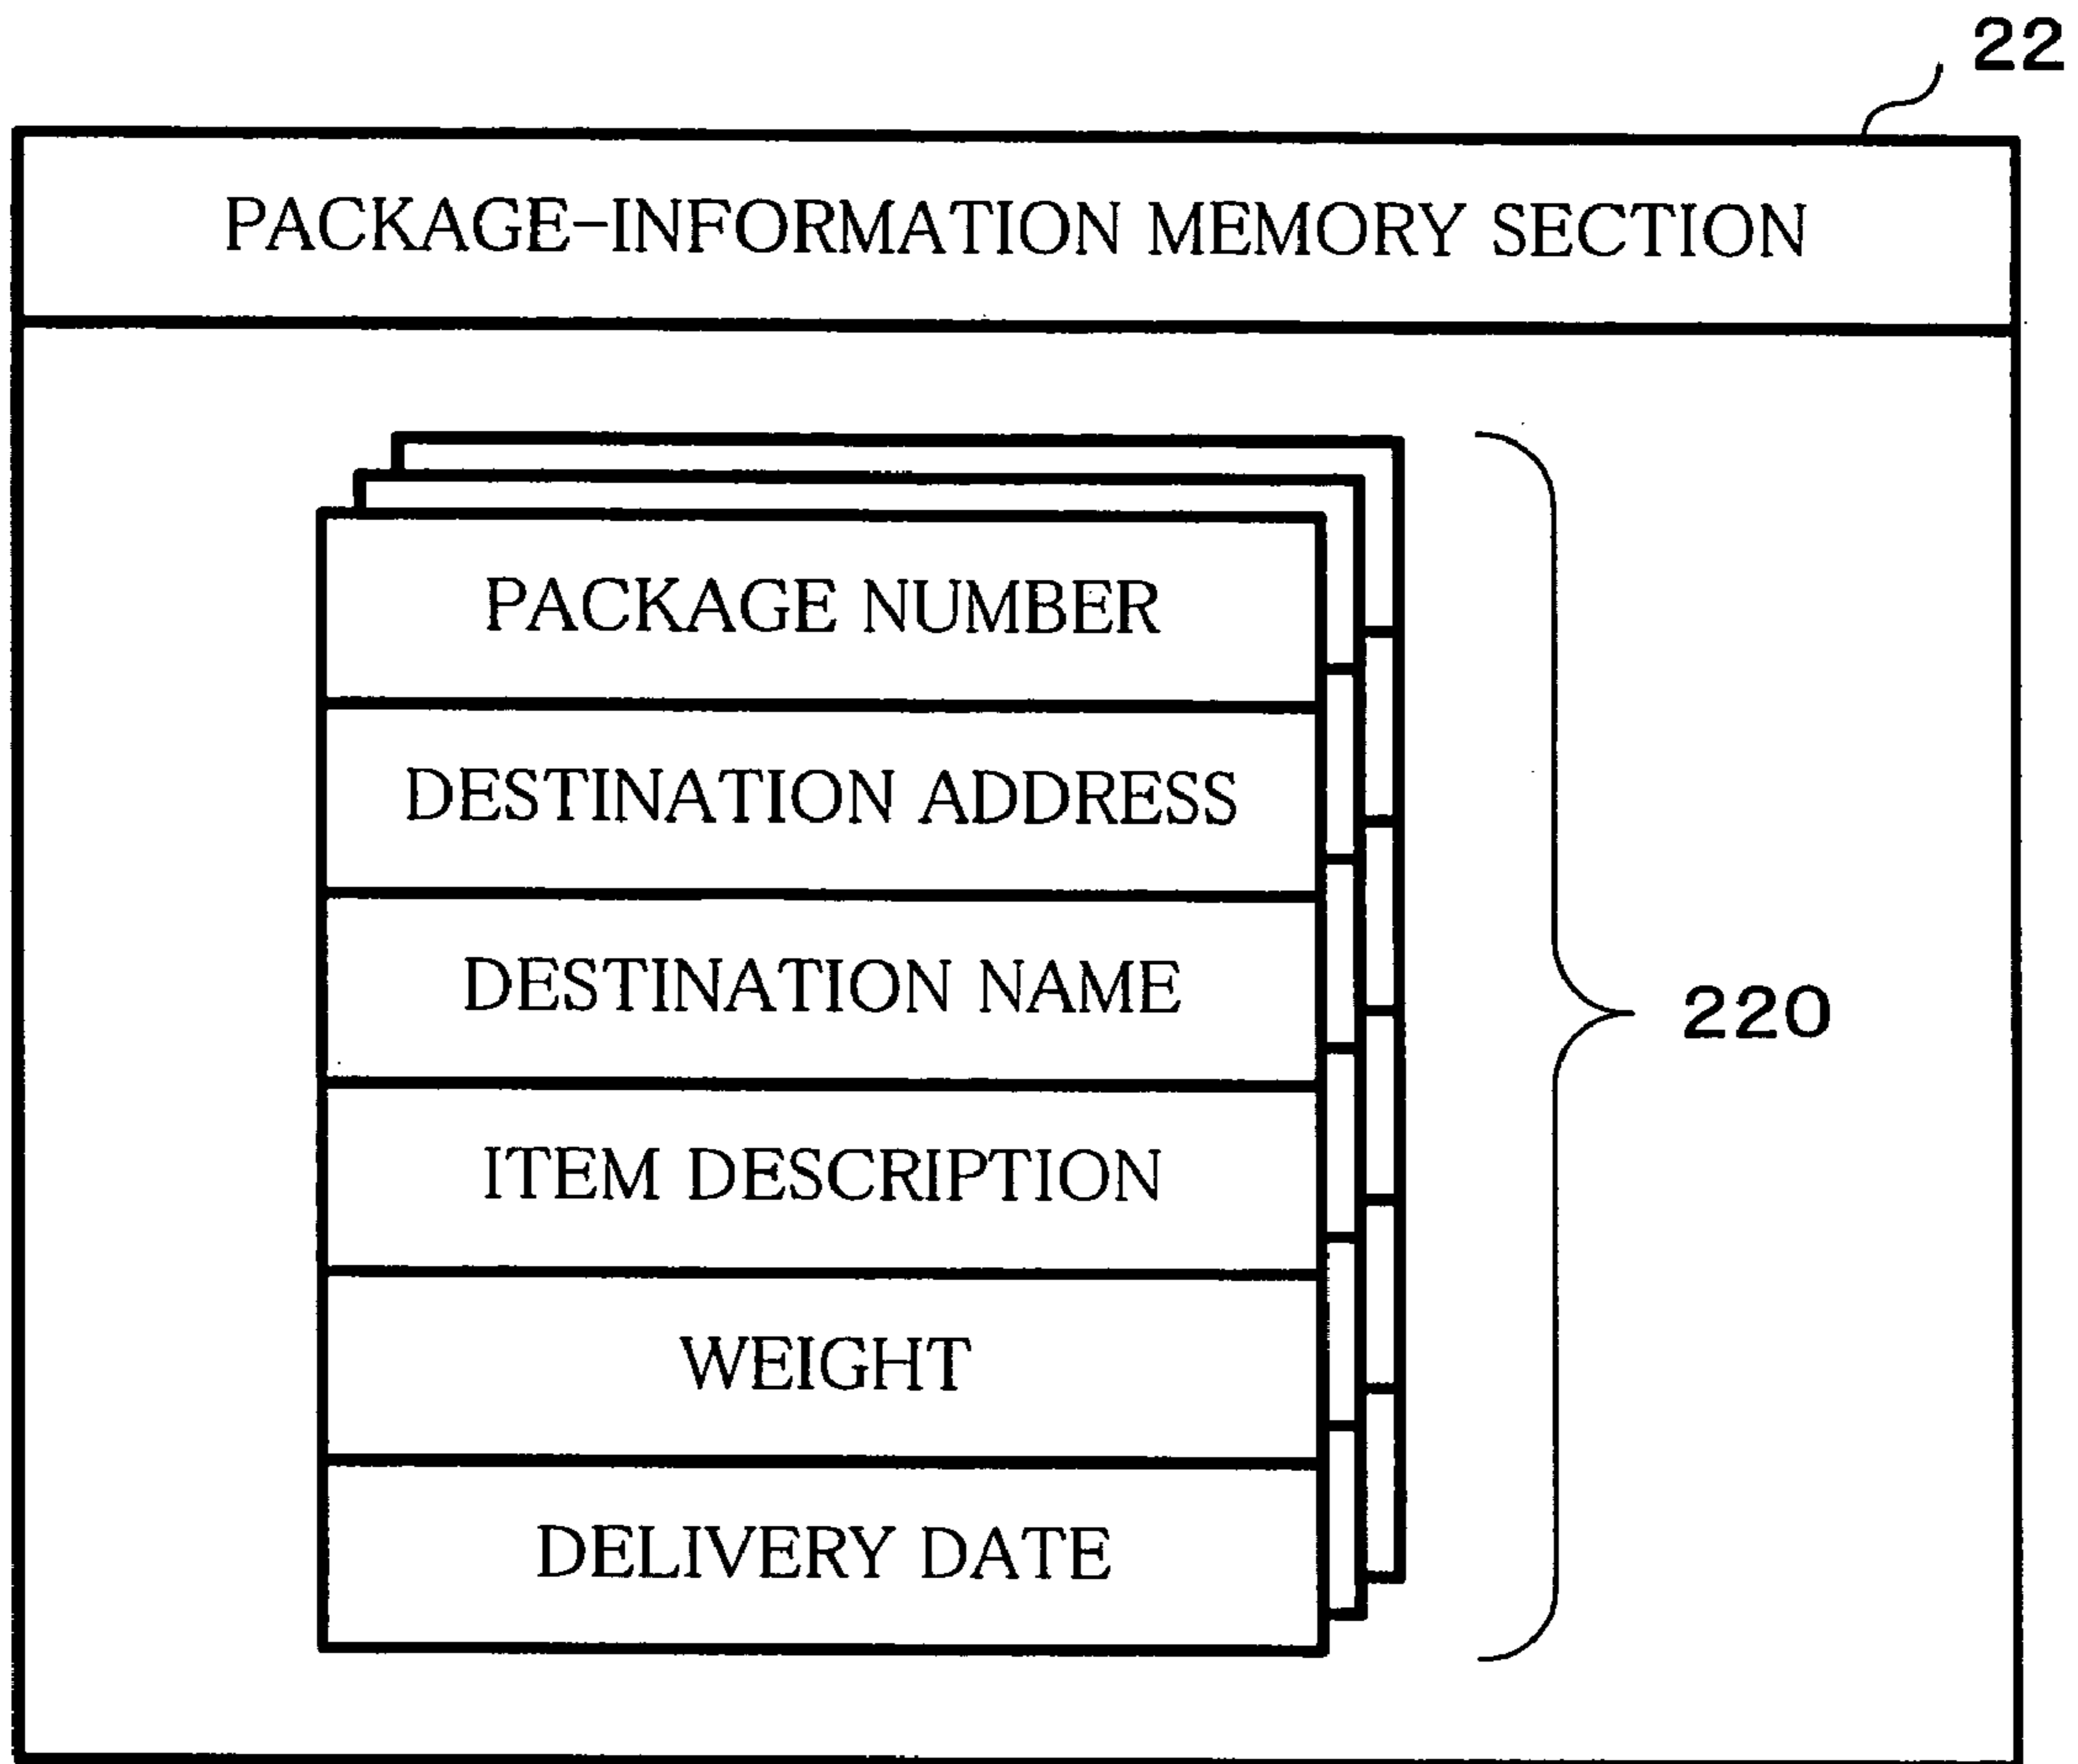 22
PACKAGE-INFORMATION MEMORY SECTION
PACKAGE NUMBER
DESTINATION ADDRESS
DESTINATION NAME
220
ITEM DESCRIPTION
WEIGHT
DELIVERY DATE